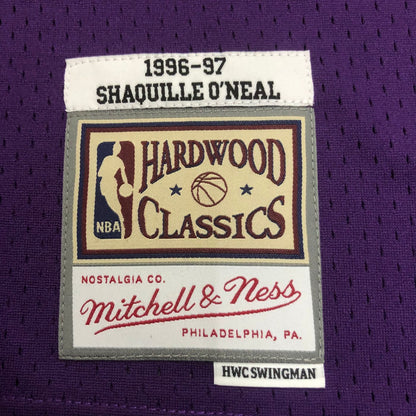 1996-97
SHAQUILLE O'NEAL
HARDWOOD
NBA
CLASSICS
NOSTALGIA CO.
Mitchell & Ness
PHILADELPHIA, PA.
HWC SWINGMAN